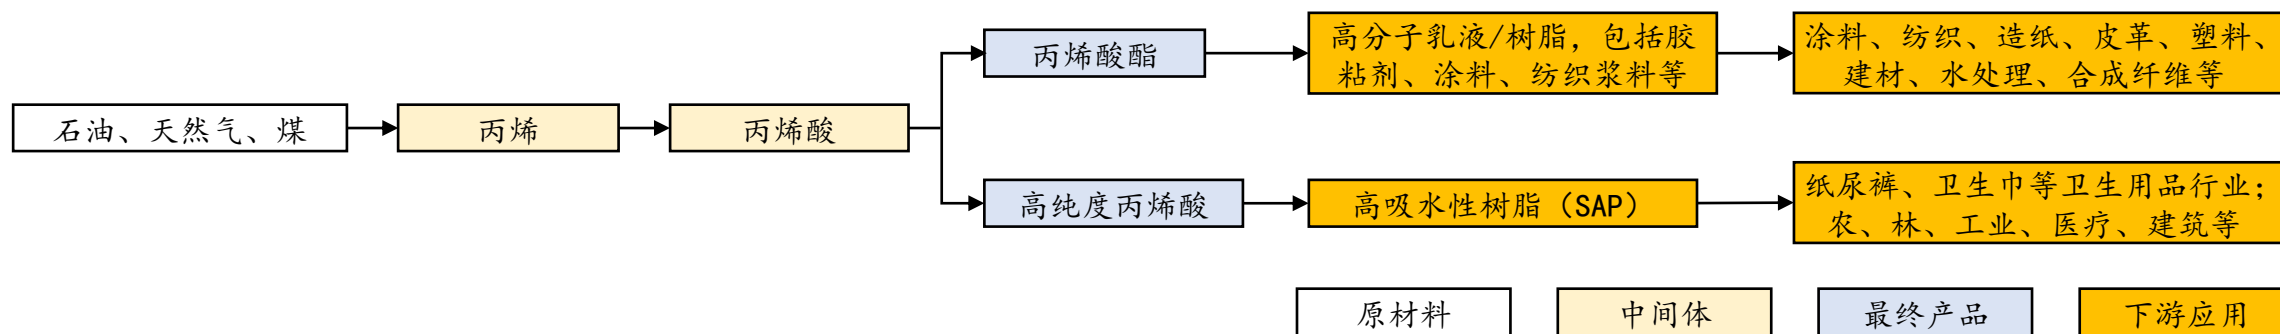 石油、天然气、煤
丙烯
丙烯酸
丙烯酸酯
高分子乳液/树脂，包括胶
粘剂、涂料、纺织浆料等
涂料、纺织、造纸、皮革、塑料、
建材、水处理、合成纤维等
高纯度丙烯酸
高吸水性树脂（SAP）
纸尿裤、卫生巾等卫生用品行业；
农、林、工业、医疗、建筑等
原材料
中间体
最终产品
下游应用